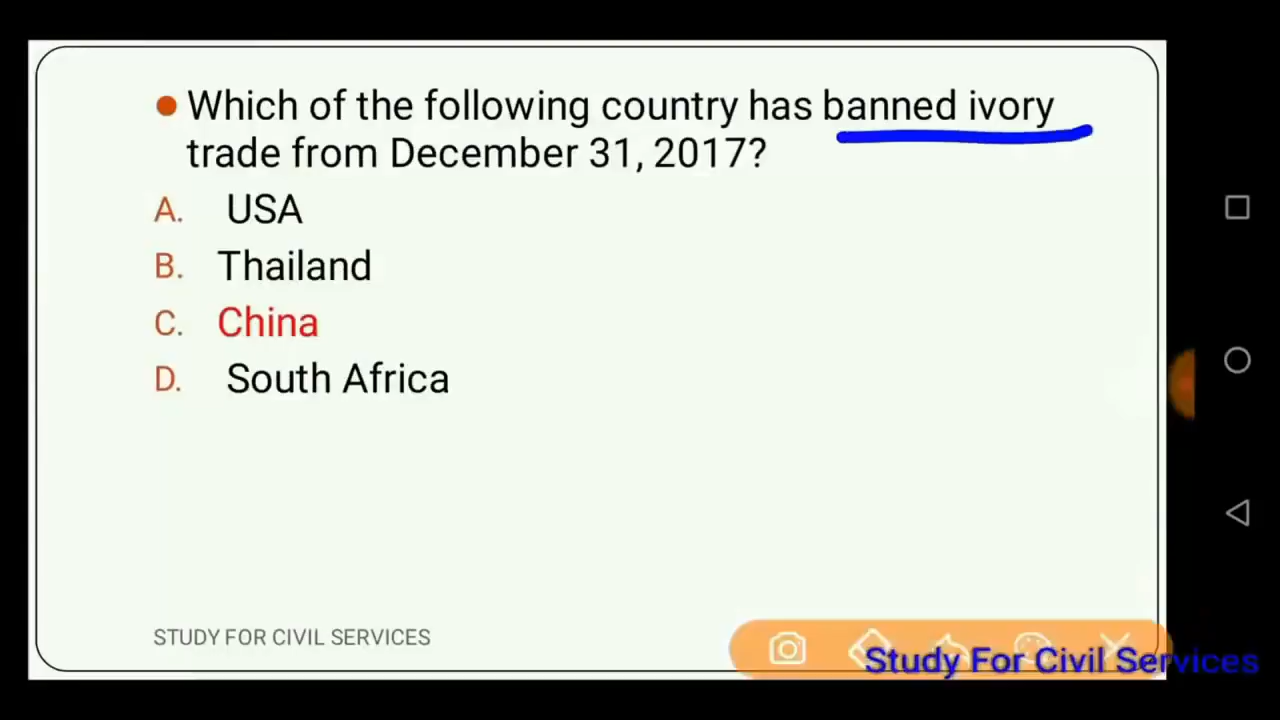 Which of the following country has banned ivory
trade from December 31, 2017?
A. USA
B. Thailand
C. China
D. South Africa
STUDY FOR CIVIL SERVICES
Study For Civil Services